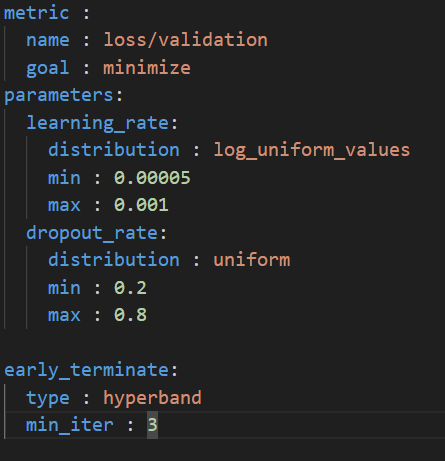 metric :
name : loss/validation
goal : minimize
parameters:
learning_rate:
distribution : log_uniform_values
min : 0.00005
max : 0.001
dropout_rate:
distribution : uniform
min : 0.2
max : 0.8
early_terminate:
type : hyperband
min_iter : 3